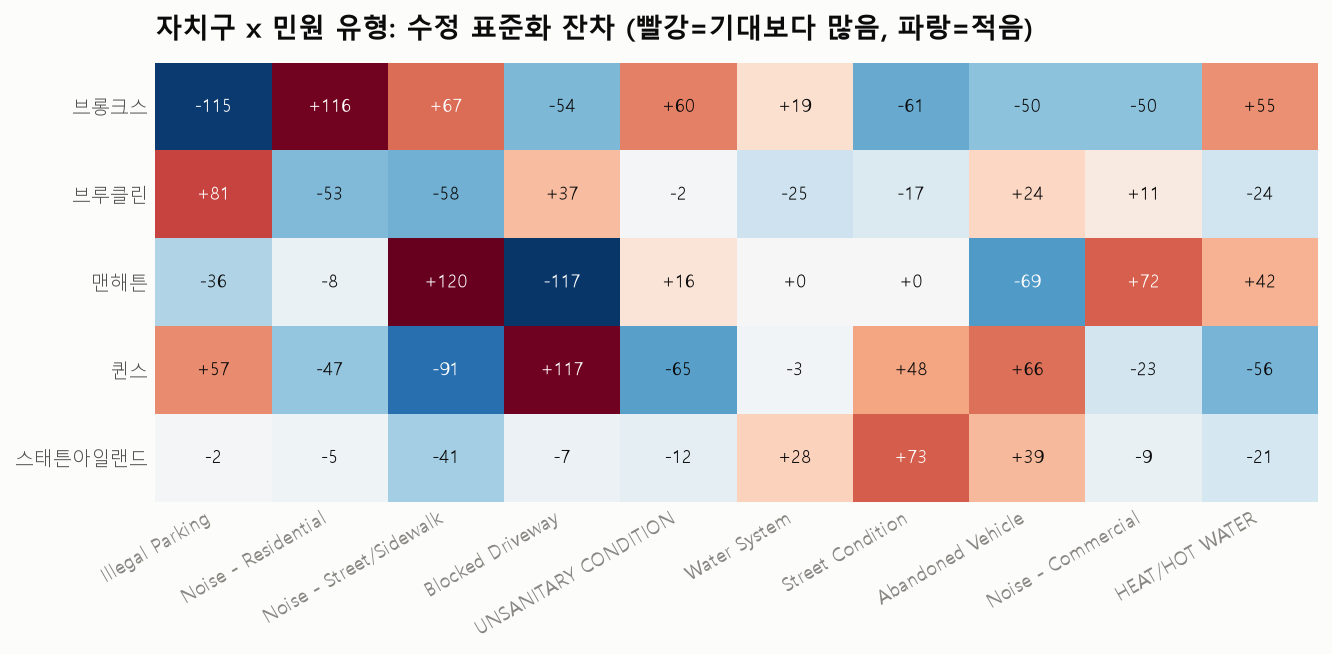 자치구 x 민원 유형: 수정 표준화 잔차 (빨강=기대보다 많음, 파랑=적음)
브롱크스 -115 +116 +67 -54 +60 +19 -61 -50 -50 +55
브루클린 +81 -53 -58 +37 -2 -25 -17 +24 +11 -24
맨해튼 -36 -8 +120 -117 +16 +0 +0 -69 +72 +42
퀸스 +57 -47 -91 +117 -65 -3 +48 +66 -23 -56
스태튼아일랜드 -2 -5 -41 -7 -12 +28 +73 +39 -9 -21
Illegal Parking
Noise - Residential
Noise - Street/Sidewalk
Blocked Driveway
UNSANITARY CONDITION
Water System
Street Condition
Abandoned Vehicle
Noise - Commercial
HEAT/HOT WATER